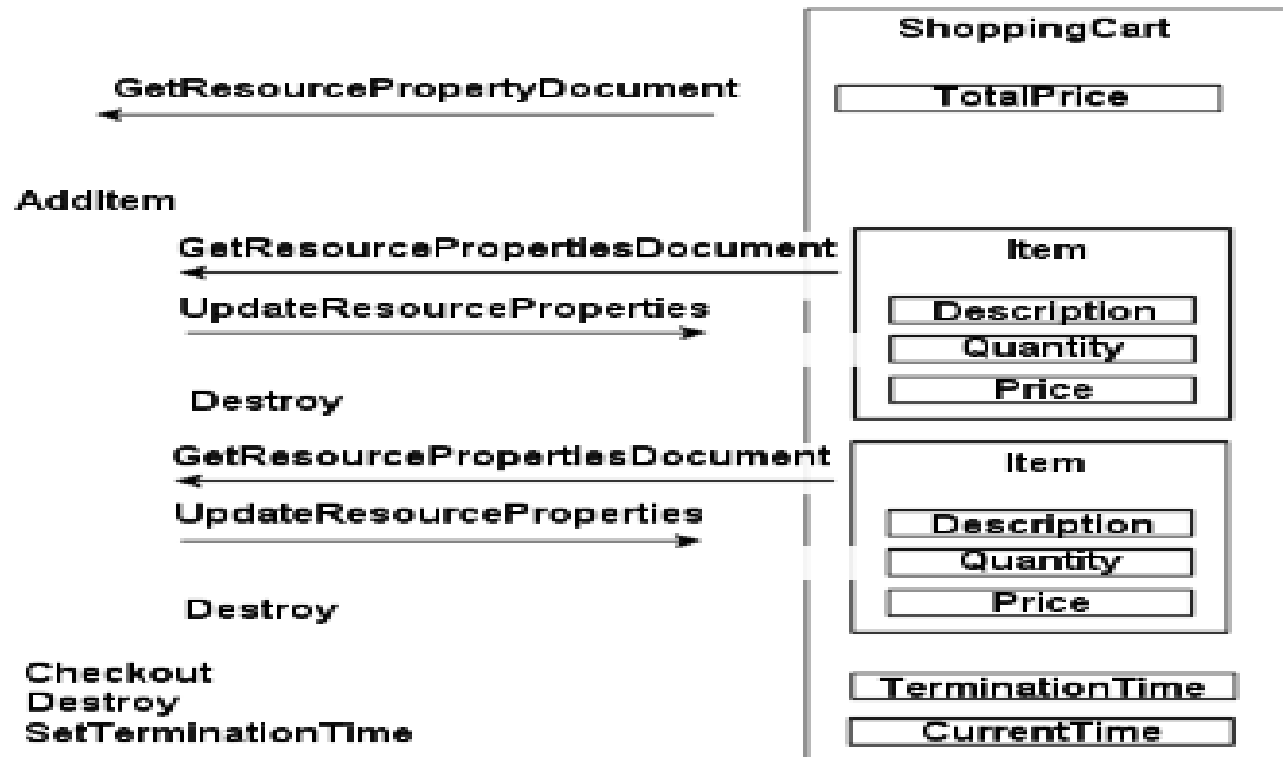 ShoppingCart
GetResourcePropertyDocument
TotalPrice
AddItem
GetResourcePropertiesDocument
Item
UpdateResourceProperties
Description
Quantity
Price
Destroy
GetResourcePropertiesDocument
Item
UpdateResourceProperties
Description
Quantity
Price
Destroy
Checkout
TerminationTime
Destroy
SetTerminationTime
CurrentTime